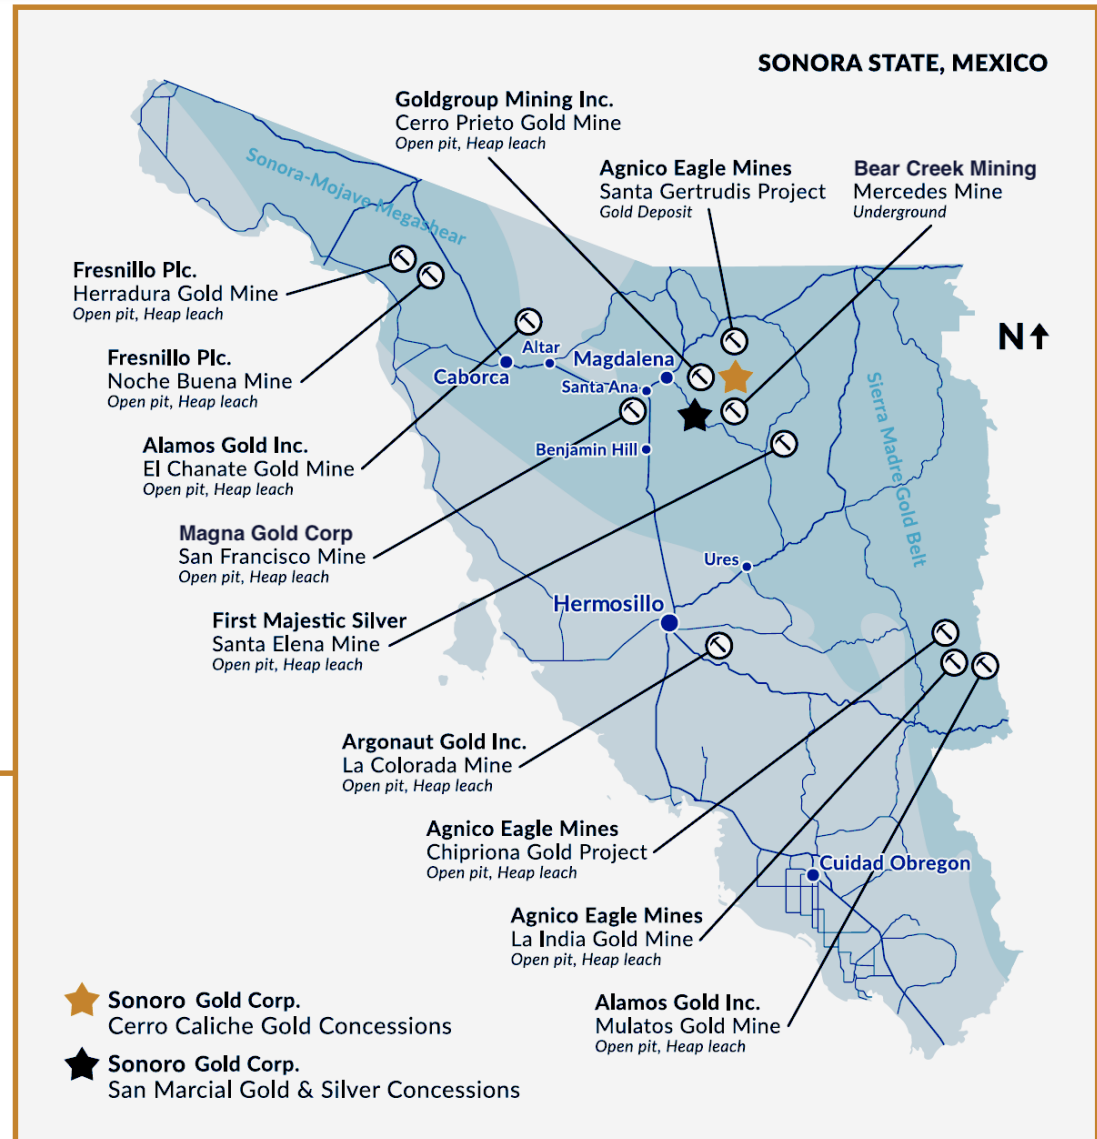 SONORA STATE, MEXICO
Goldgroup Mining Inc.
Cerro Prieto Gold Mine
Open pit, Heap leach
Agnico Eagle Mines
Santa Gertrudis Project
Gold Deposit
Bear Creek Mining
Mercedes Mine
Underground
Sonora-Mojave Megashear
Fresnillo Plc.
Herradura Gold Mine
Open pit, Heap leach
N
Fresnillo Plc.
Noche Buena Mine
Open pit, Heap leach
Altar
Caborca
Magdalena
Santa Ana
Benjamin Hill
Sierra Madre Gold Belt
Alamos Gold Inc.
El Chanate Gold Mine
Open pit, Heap leach
Magna Gold Corp
San Francisco Mine
Open pit, Heap leach
Ures
Hermosillo
First Majestic Silver
Santa Elena Mine
Open pit, Heap leach
Argonaut Gold Inc.
La Colorada Mine
Open pit, Heap leach
Agnico Eagle Mines
Chipriona Gold Project
Open pit, Heap leach
Cuidad Obregon
Agnico Eagle Mines
La India Gold Mine
Open pit, Heap leach
Alamos Gold Inc.
Mulatos Gold Mine
Open pit, Heap leach
Sonoro Gold Corp.
Cerro Caliche Gold Concessions
Sonoro Gold Corp.
San Marcial Gold & Silver Concessions